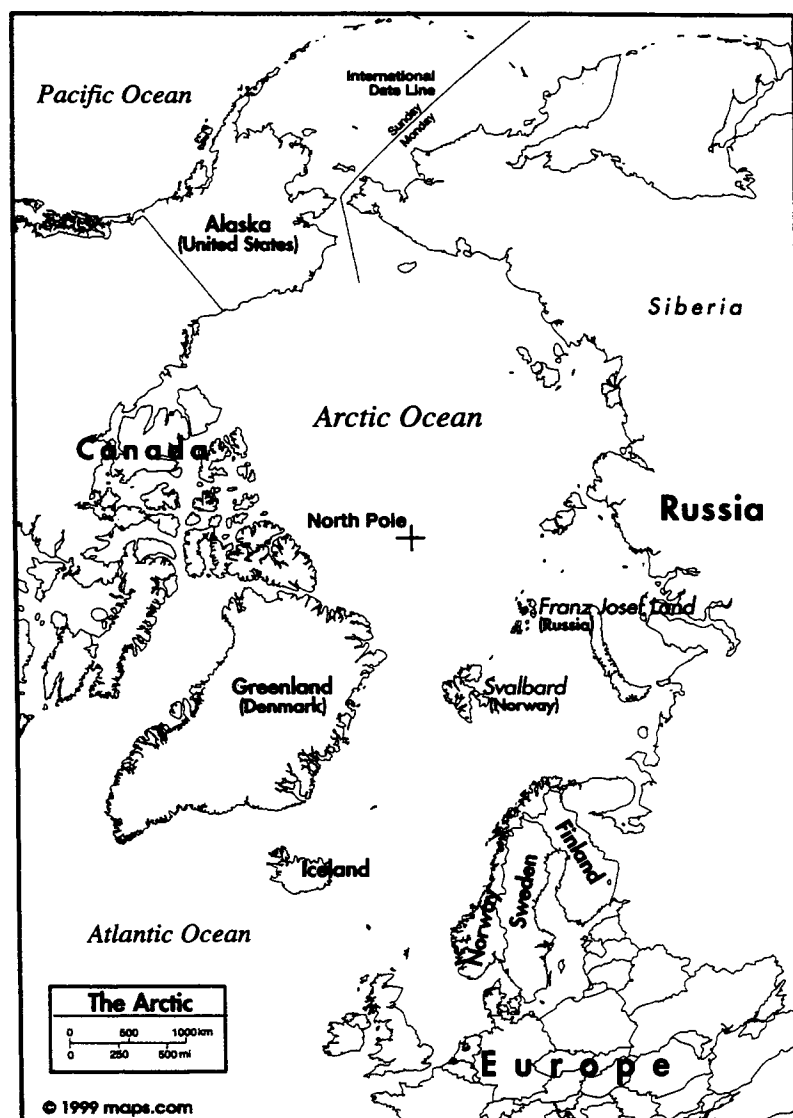 Pacific Ocean
International
Date Line
Sunday
Monday
Alaska
(United States)
Siberia
Arctic Ocean
Canada
North Pole
Russia
Franz Josef Land
(Russia)
Greenland
(Denmark)
Svalbard
(Norway)
Iceland
Norway
Sweden
Finland
Atlantic Ocean
The Arctic
0 500 1000 km
0 250 500 mi
Europe
© 1999 maps.com